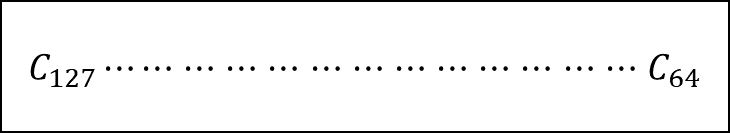 C₁₂₇ ⋯⋯ ⋯ ⋯ ⋯ ⋯ ⋯ ⋯ ⋯ ⋯ ⋯ ⋯ ⋯ C₆₄